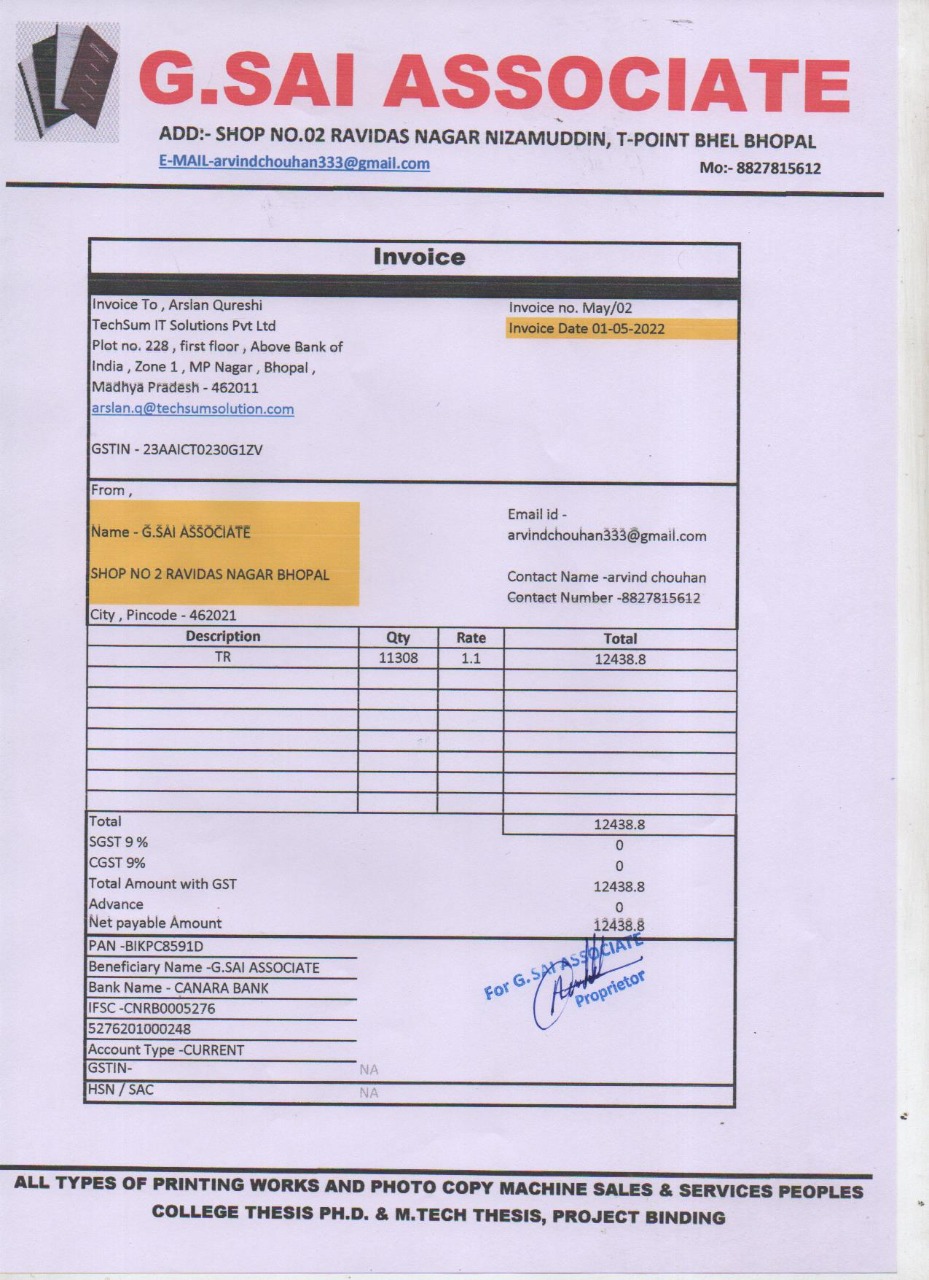 G.SAI ASSOCIATE
ADD:- SHOP NO.02 RAVIDAS NAGAR NIZAMUDDIN, T-POINT BHEL BHOPAL
E-MAIL-arvindchouhan333@gmail.com
Mo:- 8827815612
Invoice
Invoice To , Arslan Qureshi
Invoice no. May/02
TechSum IT Solutions Pvt Ltd
Invoice Date 01-05-2022
Plot no. 228 , first floor , Above Bank of
India , Zone 1 , MP Nagar , Bhopal ,
Madhya Pradesh - 462011
arslan.q@techsumsolution.com
GSTIN - 23AAICT0230G1ZV
From ,
Name - G.SAI ASSOCIATE
SHOP NO 2 RAVIDAS NAGAR BHOPAL
City , Pincode - 462021
Email id -
arvindchouhan333@gmail.com
Contact Name -arvind chouhan
Contact Number -8827815612
Description Qty Rate Total
TR 11308 1.1 12438.8
Total 12438.8
SGST 9 % 0
CGST 9% 0
Total Amount with GST 12438.8
Advance 0
Net payable Amount 12438.8
PAN -BIKPC8591D
Beneficiary Name -G.SAI ASSOCIATE
Bank Name - CANARA BANK
IFSC -CNRB0005276
5276201000248
Account Type -CURRENT
GSTIN- NA
HSN / SAC NA
For G.SAI ASSOCIATE
Proprietor
ALL TYPES OF PRINTING WORKS AND PHOTO COPY MACHINE SALES & SERVICES PEOPLES
COLLEGE THESIS PH.D. & M.TECH THESIS, PROJECT BINDING